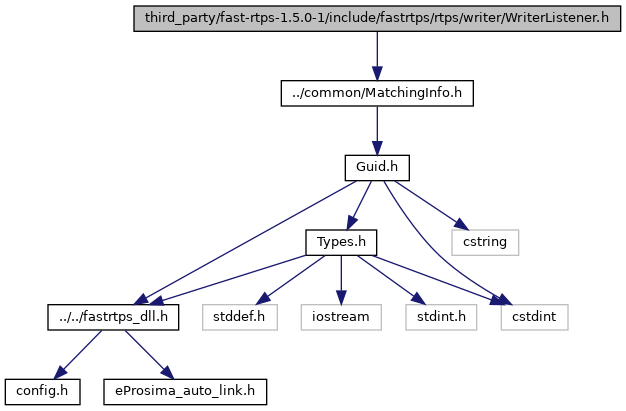 third_party/fast-rtps-1.5.0-1/include/fastrtps/rtps/writer/WriterListener.h
../common/MatchingInfo.h
Guid.h
Types.h
cstring
../../fastrtps_dll.h
stddef.h
iostream
stdint.h
cstdint
config.h
eProsima_auto_link.h